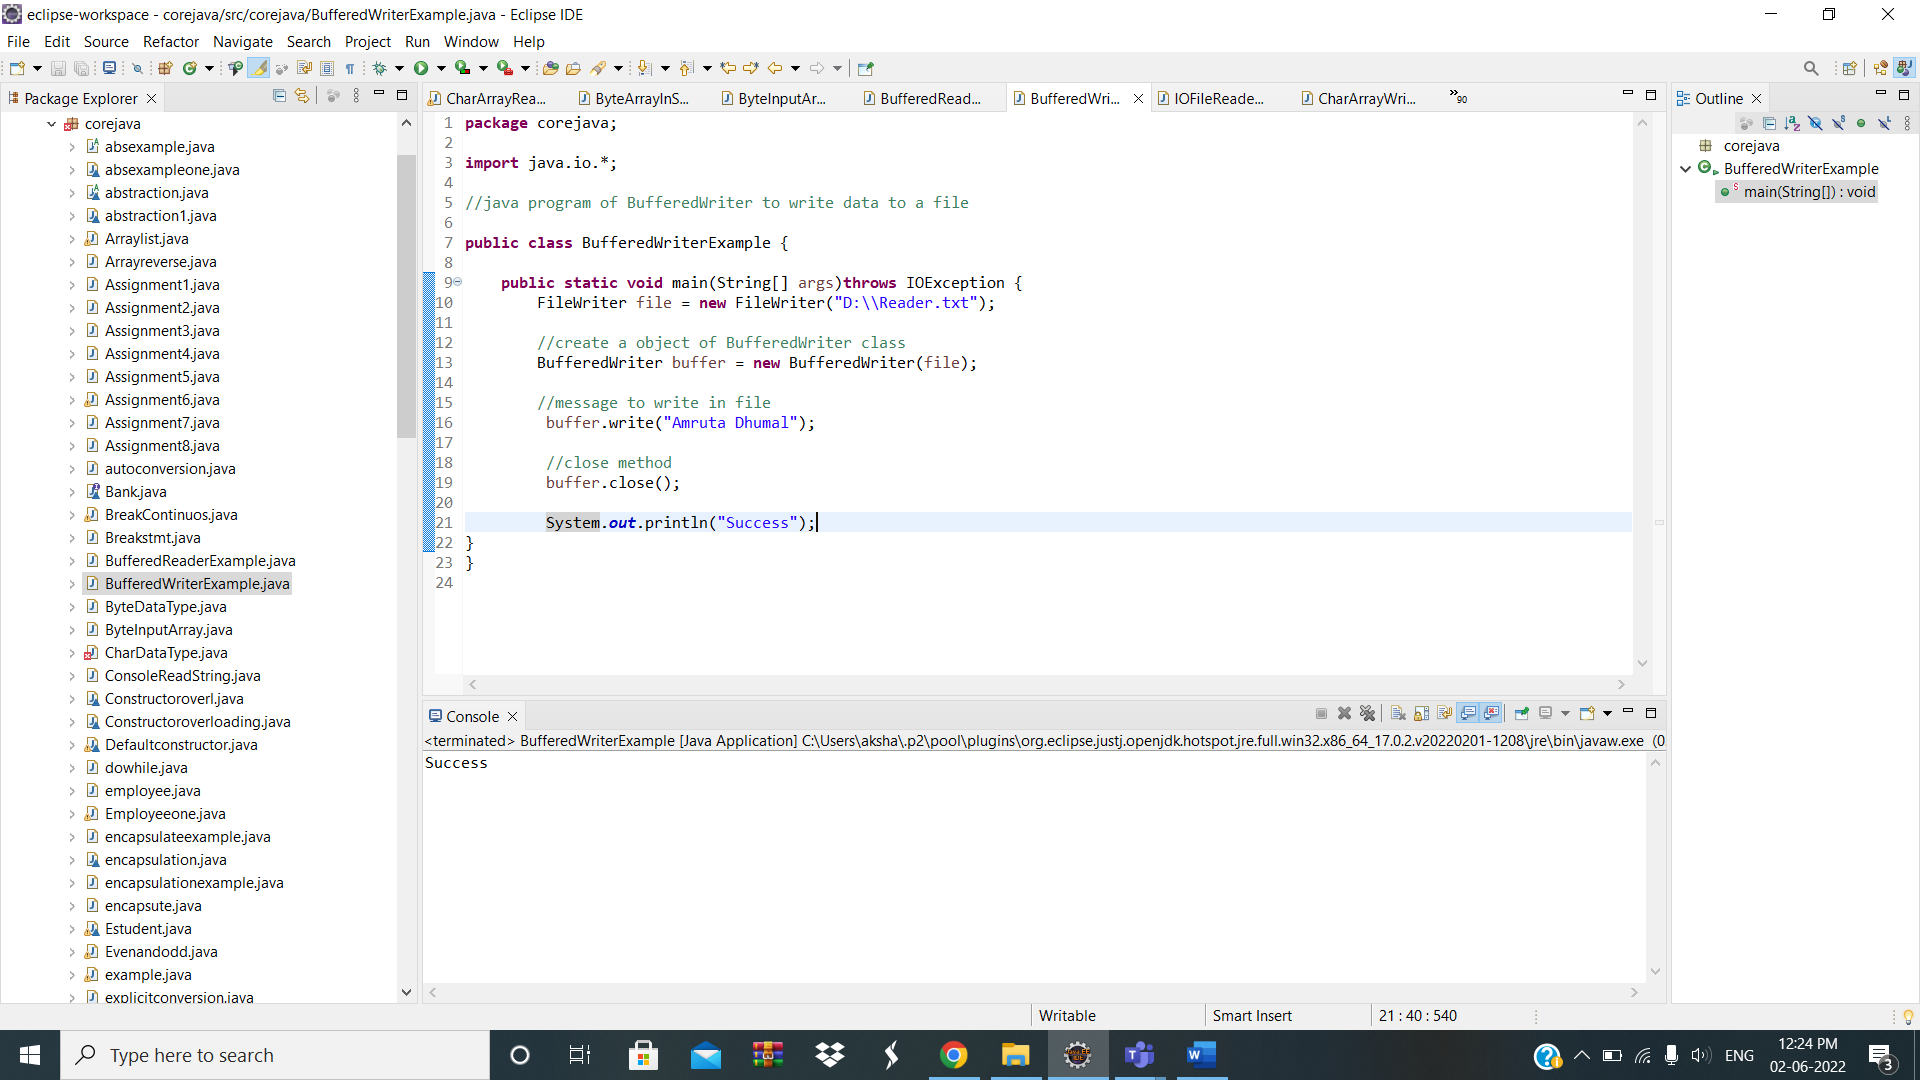 eclipse-workspace - corejava/src/corejava/BufferedWriterExample.java - Eclipse IDE
File Edit Source Refactor Navigate Search Project Run Window Help
Package Explorer
corejava
absexample.java
absexampleone.java
abstraction.java
abstraction1.java
Arraylist.java
Arrayreverse.java
Assignment1.java
Assignment2.java
Assignment3.java
Assignment4.java
Assignment5.java
Assignment6.java
Assignment7.java
Assignment8.java
autoconversion.java
Bank.java
BreakContinuos.java
Breakstmt.java
BufferedReaderExample.java
BufferedWriterExample.java
ByteDataType.java
ByteInputArray.java
CharDataType.java
ConsoleReadString.java
Constructoroverl.java
Constructoroverloading.java
Defaultconstructor.java
dowhile.java
employee.java
Employeeone.java
encapsulateexample.java
encapsulation.java
encapsulationexample.java
encapsute.java
Estudent.java
Evenandodd.java
example.java
explicitconversion.java
CharArrayRea... ByteArrayInS... ByteInputAr... BufferedRead... BufferedWri... IOFileReade... CharArrayWri... »90
1 package corejava;
2
3 import java.io.*;
4
5 //java program of BufferedWriter to write data to a file
6
7 public class BufferedWriterExample {
8
9 public static void main(String[] args)throws IOException {
10 FileWriter file = new FileWriter("D:\\Reader.txt");
11
12 //create a object of BufferedWriter class
13 BufferedWriter buffer = new BufferedWriter(file);
14
15 //message to write in file
16 buffer.write("Amruta Dhumal");
17
18 //close method
19 buffer.close();
20
21 System.out.println("Success");
22 }
23 }
24
Console
<terminated> BufferedWriterExample [Java Application] C:\Users\aksha\.p2\pool\plugins\org.eclipse.justj.openjdk.hotspot.jre.full.win32.x86_64_17.0.2.v20220201-1208\jre\bin\javaw.exe (0
Success
Outline
corejava
BufferedWriterExample
main(String[]) : void
Writable Smart Insert 21 : 40 : 540
Type here to search
ENG
12:24 PM
02-06-2022
3